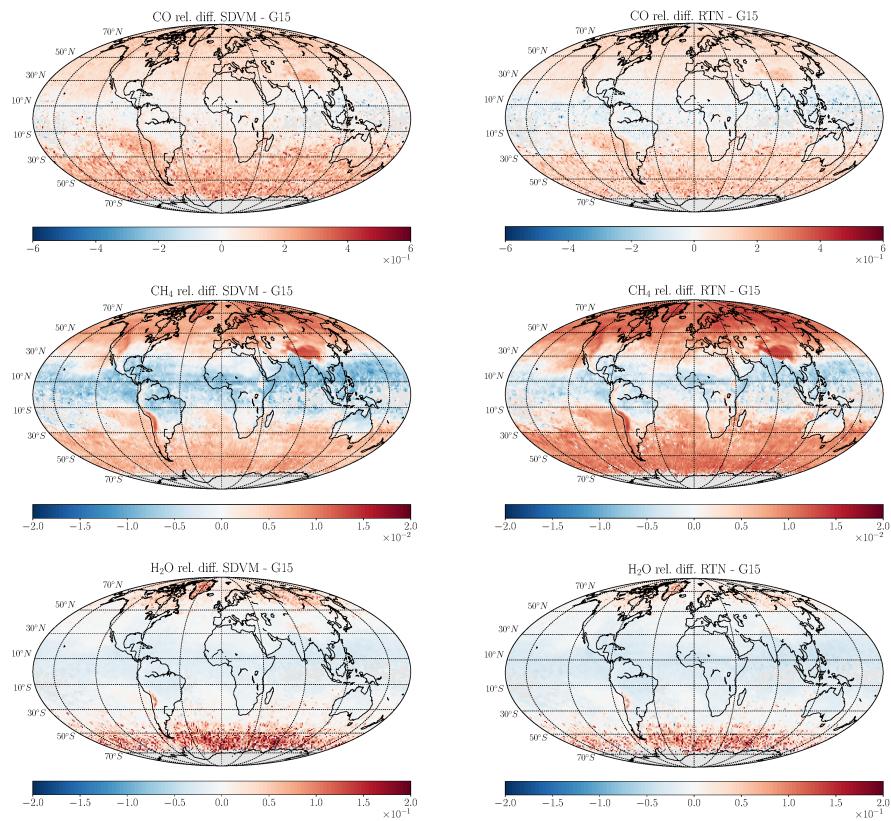 CO rel. diff. SDVM - G15
70°N
50°N
30°N
10°N
10°S
30°S
50°S
70°S
−6 −4 −2 0 2 4 6
×10⁻¹
CO rel. diff. RTN - G15
70°N
50°N
30°N
10°N
10°S
30°S
50°S
70°S
−6 −4 −2 0 2 4 6
×10⁻¹
CH₄ rel. diff. SDVM - G15
70°N
50°N
30°N
10°N
10°S
30°S
50°S
70°S
−2.0 −1.5 −1.0 −0.5 0.0 0.5 1.0 1.5 2.0
×10⁻²
CH₄ rel. diff. RTN - G15
70°N
50°N
30°N
10°N
10°S
30°S
50°S
70°S
−2.0 −1.5 −1.0 −0.5 0.0 0.5 1.0 1.5 2.0
×10⁻²
H₂O rel. diff. SDVM - G15
70°N
50°N
30°N
10°N
10°S
30°S
50°S
70°S
−2.0 −1.5 −1.0 −0.5 0.0 0.5 1.0 1.5 2.0
×10⁻¹
H₂O rel. diff. RTN - G15
70°N
50°N
30°N
10°N
10°S
30°S
50°S
70°S
−2.0 −1.5 −1.0 −0.5 0.0 0.5 1.0 1.5 2.0
×10⁻¹